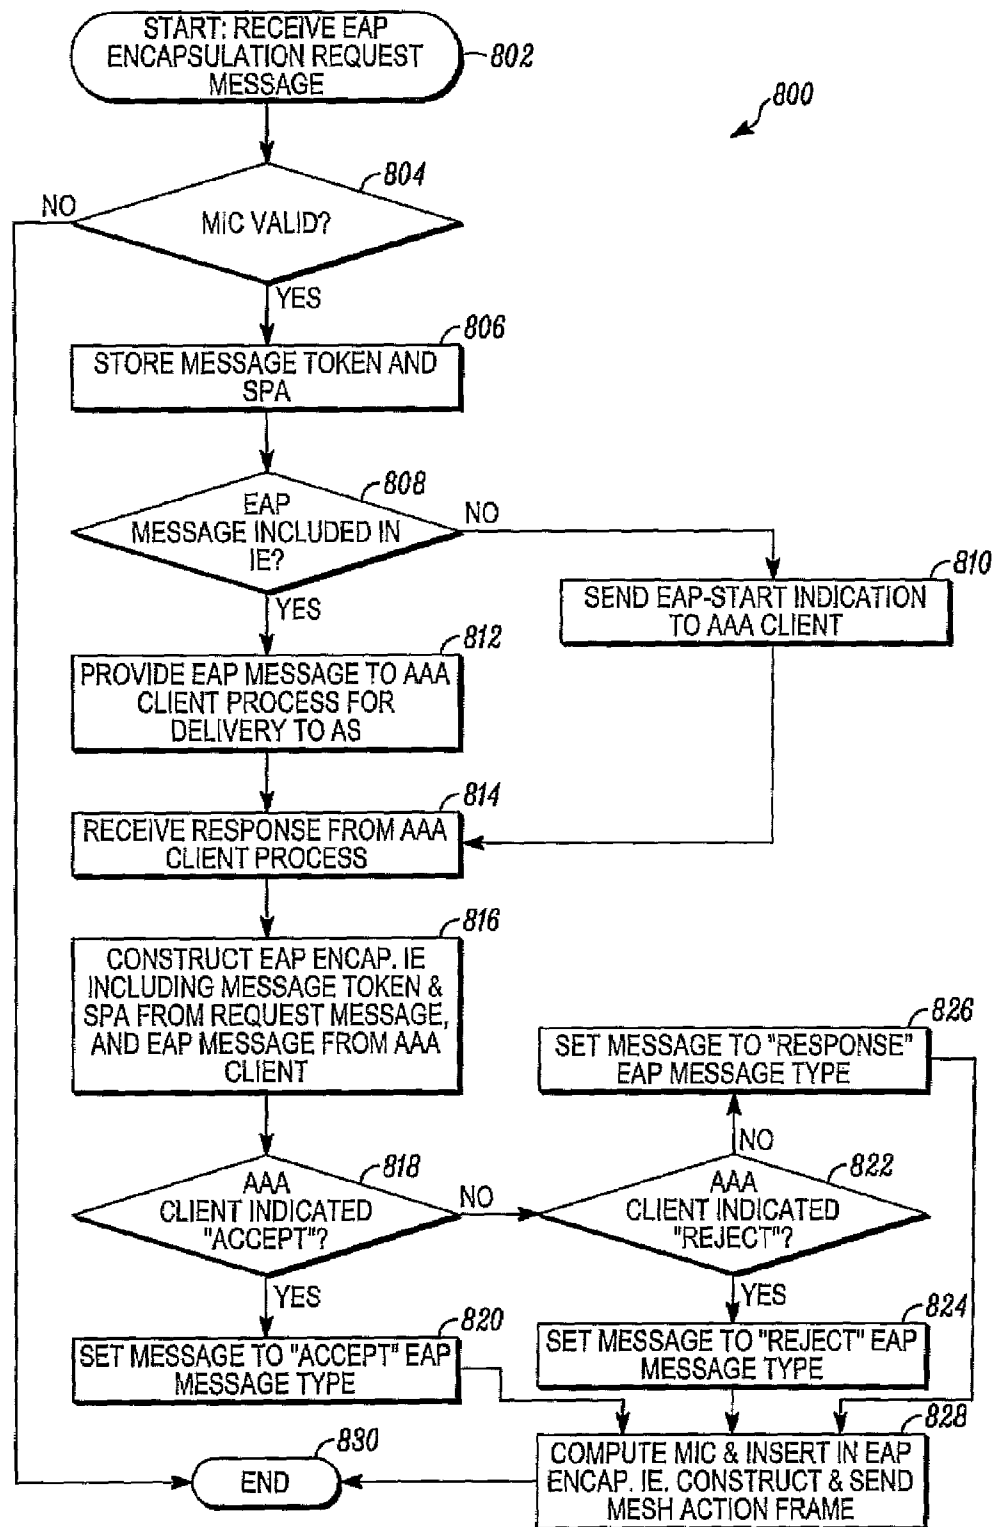 START: RECEIVE EAP
ENCAPSULATION REQUEST
MESSAGE
802
800
804
NO
MIC VALID?
YES
806
STORE MESSAGE TOKEN AND
SPA
808
EAP
MESSAGE INCLUDED IN
IE?
NO
YES
810
SEND EAP-START INDICATION
TO AAA CLIENT
812
PROVIDE EAP MESSAGE TO AAA
CLIENT PROCESS FOR
DELIVERY TO AS
814
RECEIVE RESPONSE FROM AAA
CLIENT PROCESS
816
CONSTRUCT EAP ENCAP. IE
INCLUDING MESSAGE TOKEN &
SPA FROM REQUEST MESSAGE,
AND EAP MESSAGE FROM AAA
CLIENT
826
SET MESSAGE TO "RESPONSE"
EAP MESSAGE TYPE
NO
818
AAA
CLIENT INDICATED
"ACCEPT"?
NO
YES
822
AAA
CLIENT INDICATED
"REJECT"?
YES
820
SET MESSAGE TO "ACCEPT" EAP
MESSAGE TYPE
824
SET MESSAGE TO "REJECT" EAP
MESSAGE TYPE
828
COMPUTE MIC & INSERT IN EAP
ENCAP. IE. CONSTRUCT & SEND
MESH ACTION FRAME
830
END